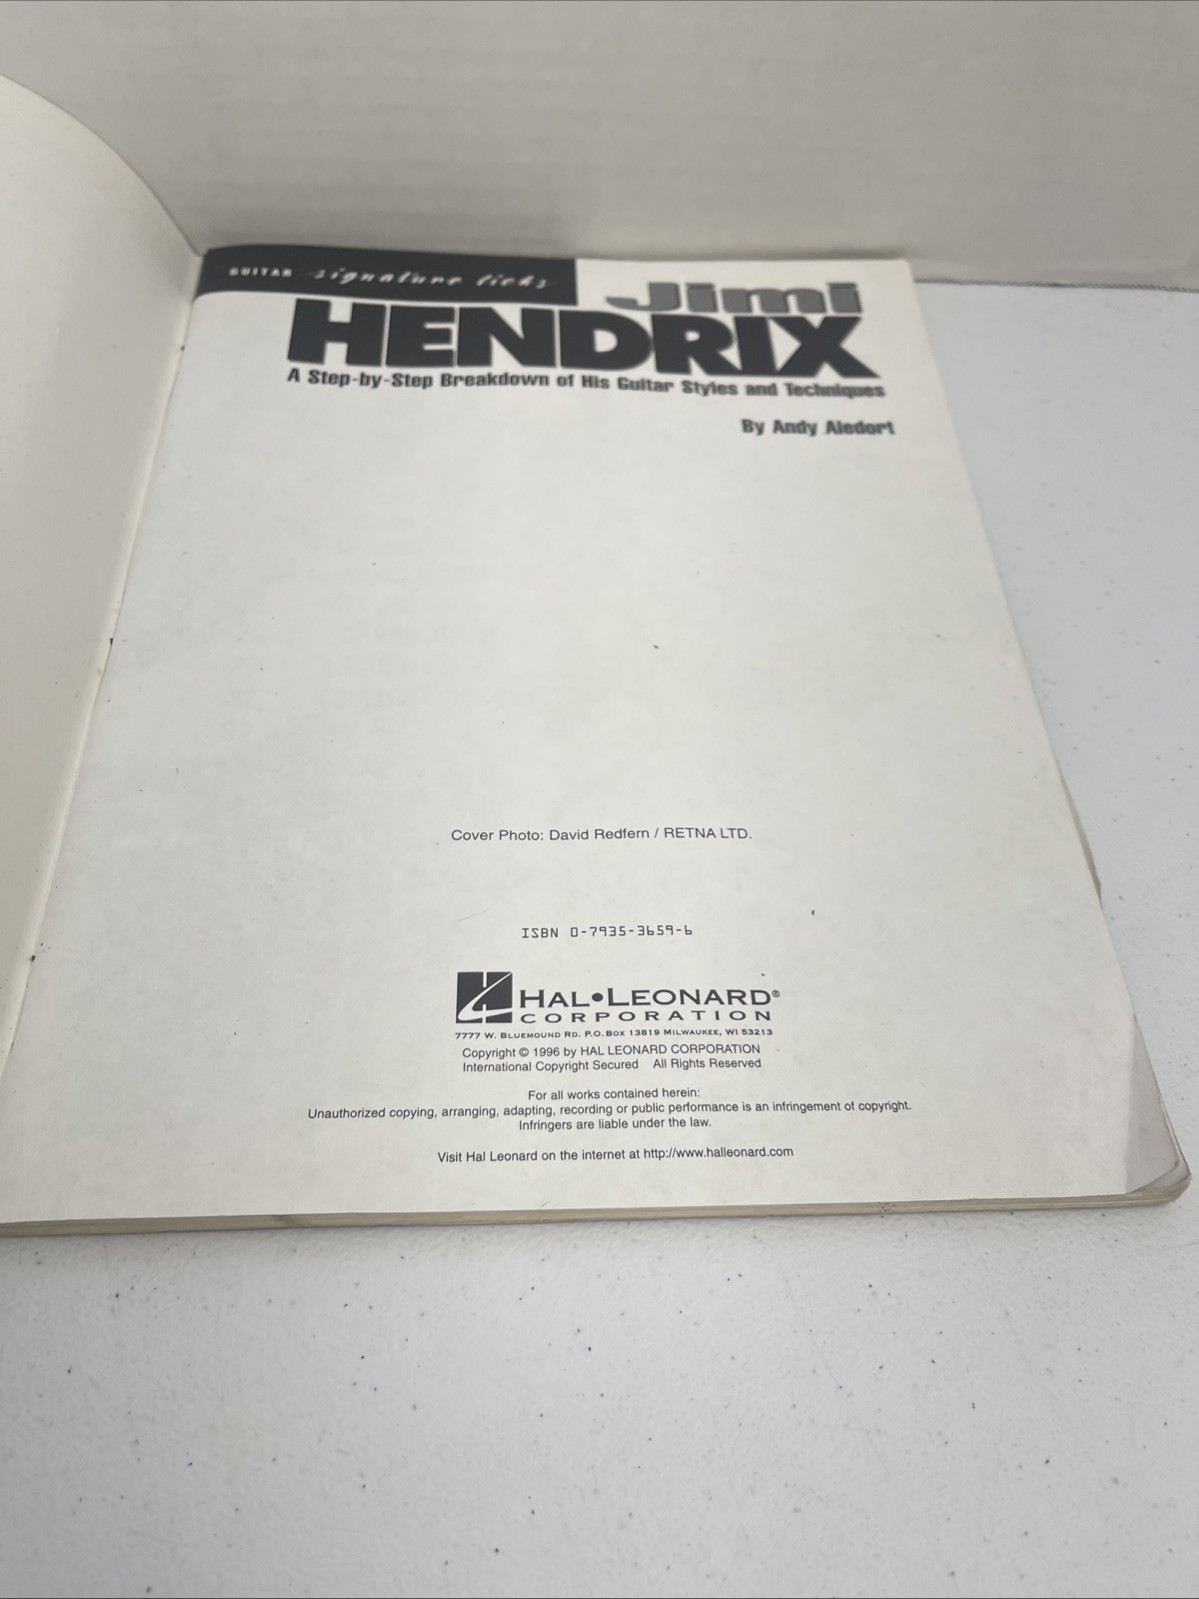 GUITAR signature licks
Jimi
HENDRIX
A Step-by-Step Breakdown of His Guitar Styles and Techniques
By Andy Aledort
Cover Photo: David Redfern / RETNA LTD.
ISBN 0-7935-3659-6
HAL•LEONARD®
CORPORATION
7777 W. BLUEMOUND RD. P.O. BOX 13819 MILWAUKEE, WI 53213
Copyright © 1996 by HAL LEONARD CORPORATION
International Copyright Secured All Rights Reserved
For all works contained herein:
Unauthorized copying, arranging, adapting, recording or public performance is an infringement of copyright.
Infringers are liable under the law.
Visit Hal Leonard on the internet at http://www.halleonard.com